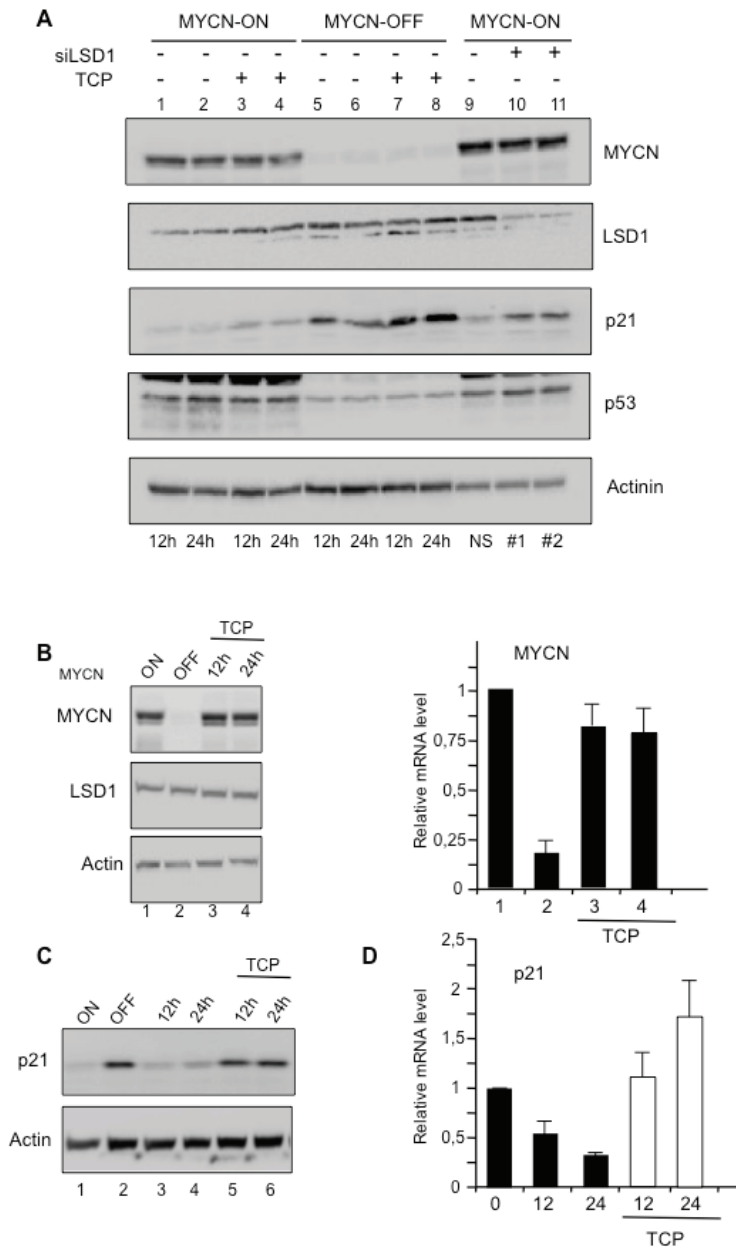 A
MYCN-ON MYCN-OFF MYCN-ON
siLSD1 - - - - - - - - - + +
TCP - - + + - - + + - - -
1 2 3 4 5 6 7 8 9 10 11
MYCN
LSD1
p21
p53
Actinin
12h 24h 12h 24h 12h 24h 12h 24h NS #1 #2
B
TCP
MYCN ON OFF 12h 24h
MYCN
LSD1
Actin
1 2 3 4
MYCN
Relative mRNA level
1
0,75
0,5
0,25
0
1 2 3 4
TCP
C
TCP
ON OFF 12h 24h 12h 24h
p21
Actin
1 2 3 4 5 6
D
p21
Relative mRNA level
2,5
2
1,5
1
0,5
0
0 12 24 12 24
TCP